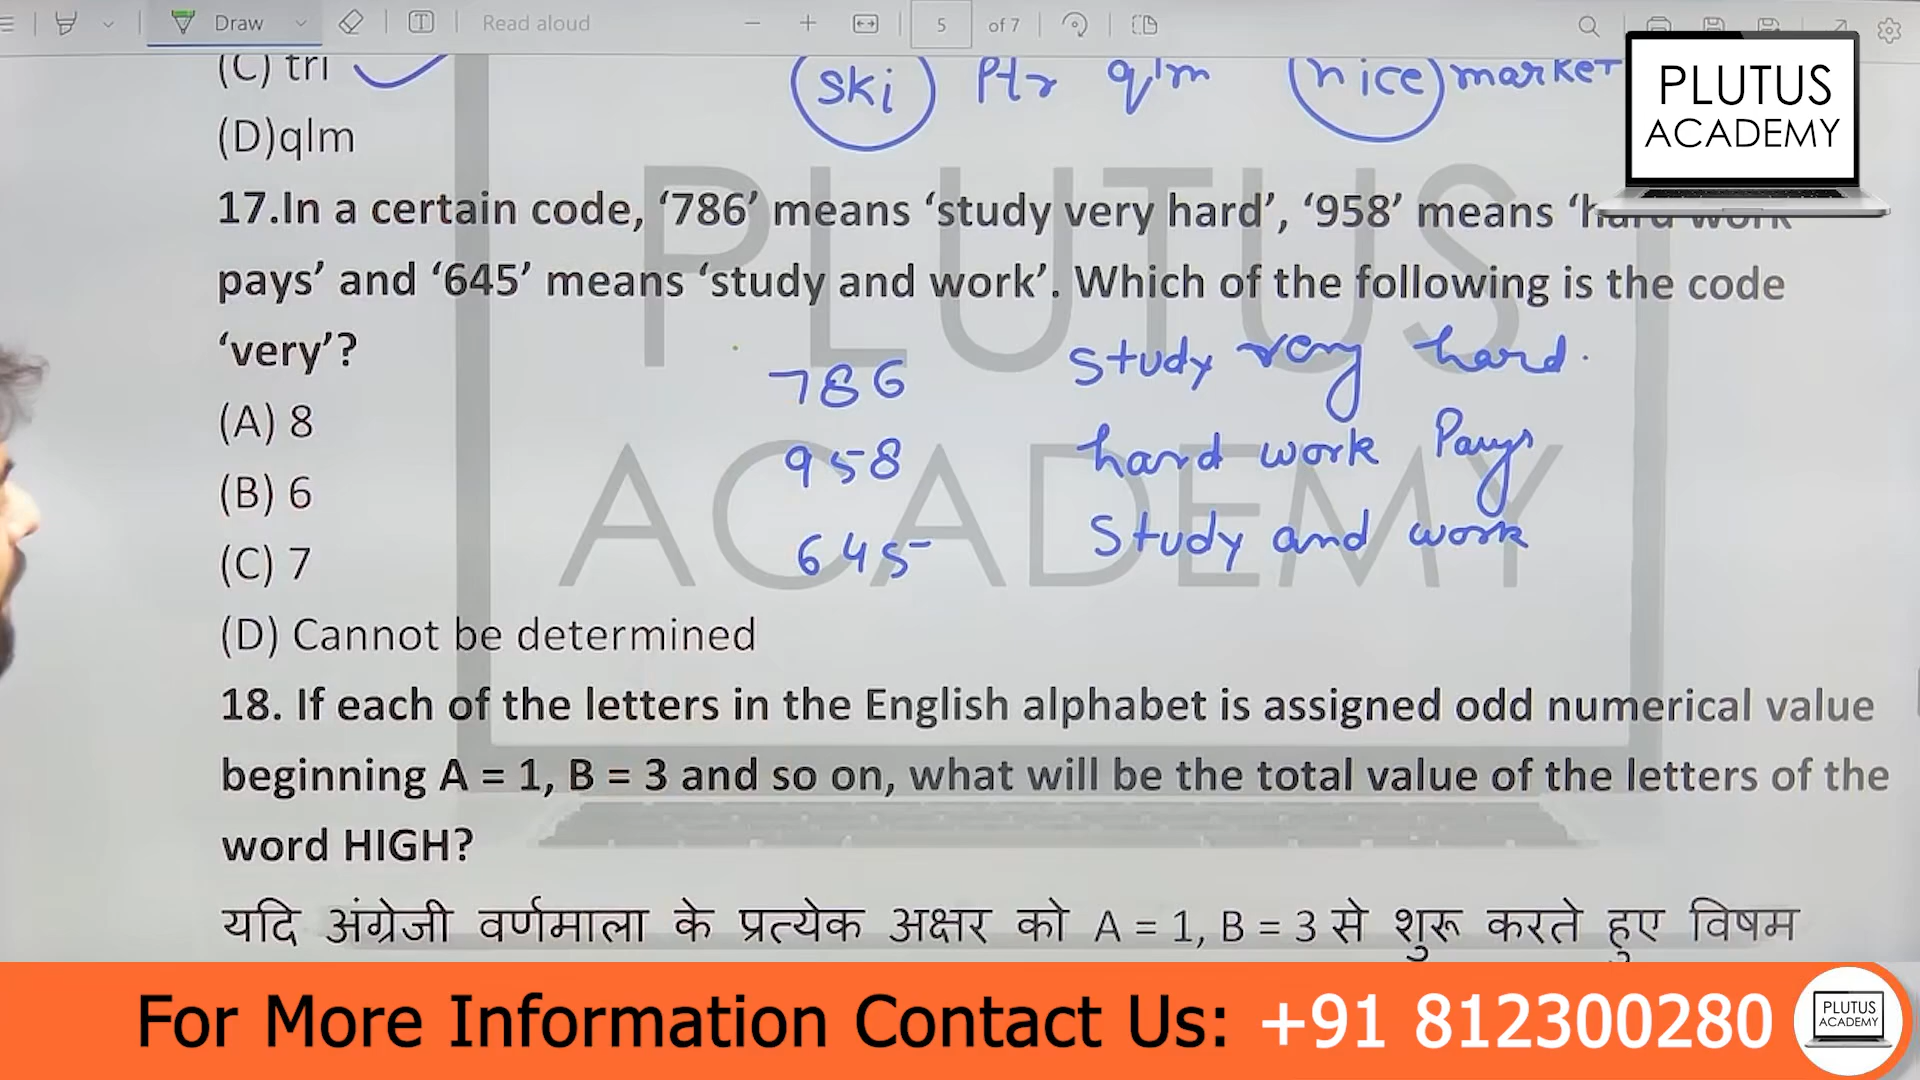 Draw
Read aloud
5 of 7
(C) tri
ski ptr qlm nice market
(D)qlm
PLUTUS
ACADEMY
17.In a certain code, ‘786’ means ‘study very hard’, ‘958’ means ‘hard work
pays’ and ‘645’ means ‘study and work’. Which of the following is the code
‘very’?
786 study very hard.
(A) 8
958 hard work Pays
(B) 6
645 Study and work
(C) 7
(D) Cannot be determined
PLUTUS
ACADEMY
18. If each of the letters in the English alphabet is assigned odd numerical value
beginning A = 1, B = 3 and so on, what will be the total value of the letters of the
word HIGH?
यदि अंग्रेजी वर्णमाला के प्रत्येक अक्षर को A = 1, B = 3 से शुरू करते हुए विषम
For More Information Contact Us: +91 812300280
PLUTUS
ACADEMY